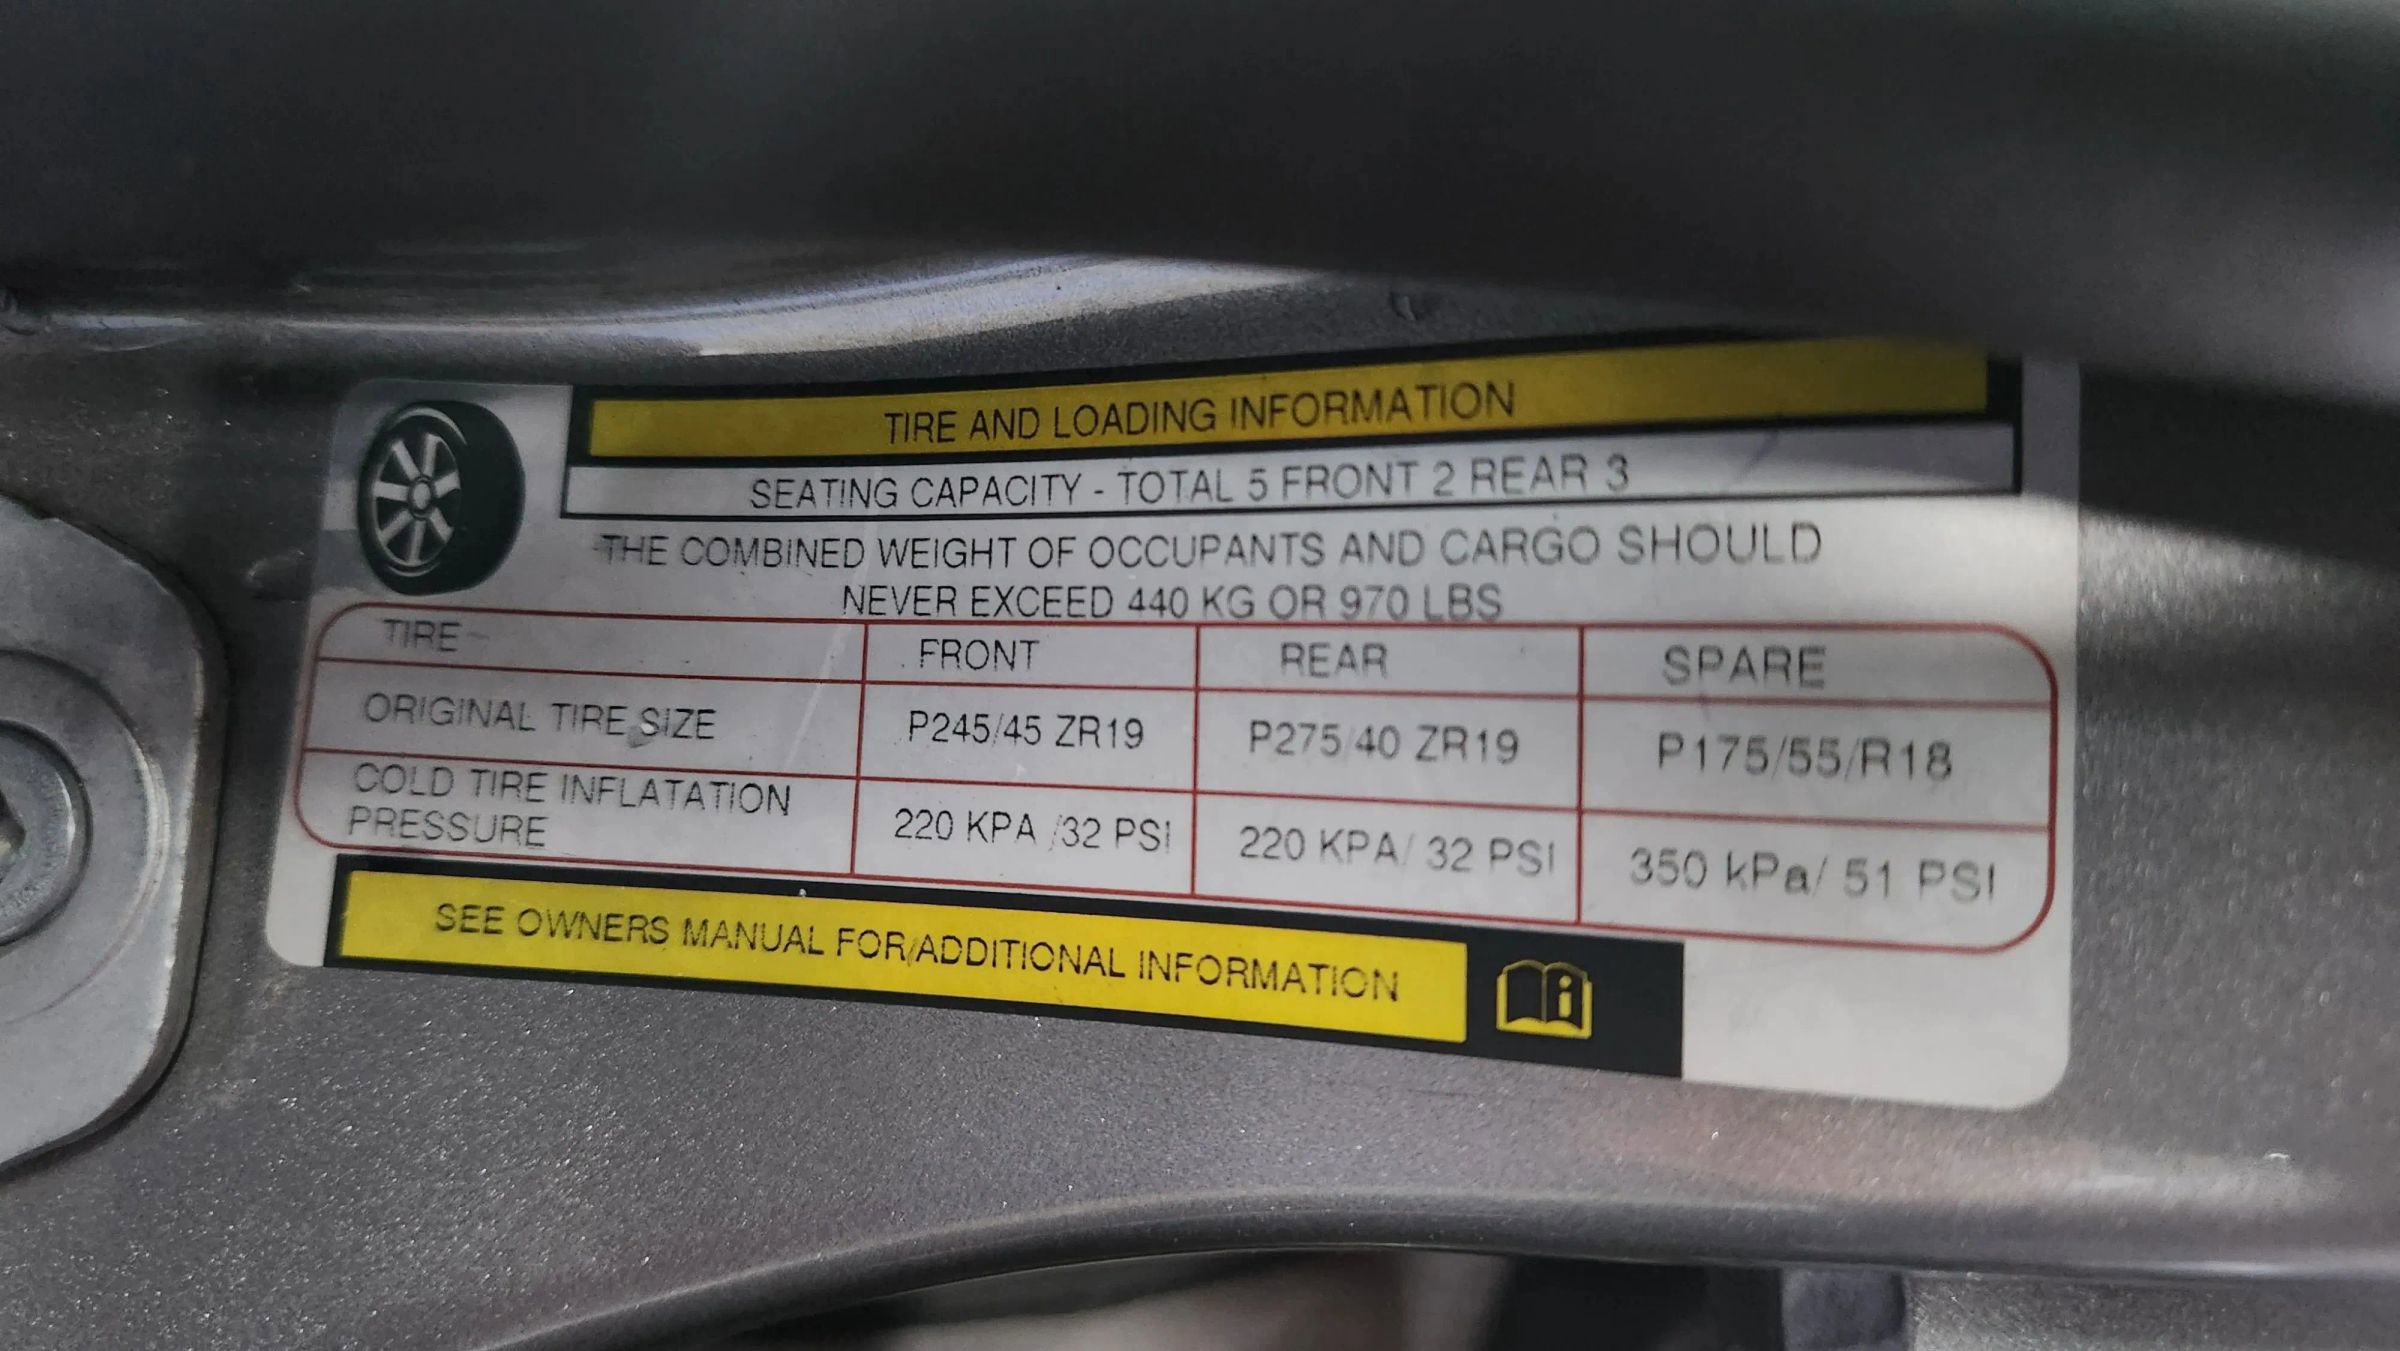 TIRE AND LOADING INFORMATION
SEATING CAPACITY - TOTAL 5 FRONT 2 REAR 3
THE COMBINED WEIGHT OF OCCUPANTS AND CARGO SHOULD
NEVER EXCEED 440 KG OR 970 LBS
TIRE FRONT REAR SPARE
ORIGINAL TIRE SIZE P245/45 ZR19 P275/40 ZR19 P175/55/R18
COLD TIRE INFLATATION
PRESSURE 220 KPA /32 PSI 220 KPA/ 32 PSI 350 kPa/ 51 PSI
SEE OWNERS MANUAL FOR/ADDITIONAL INFORMATION